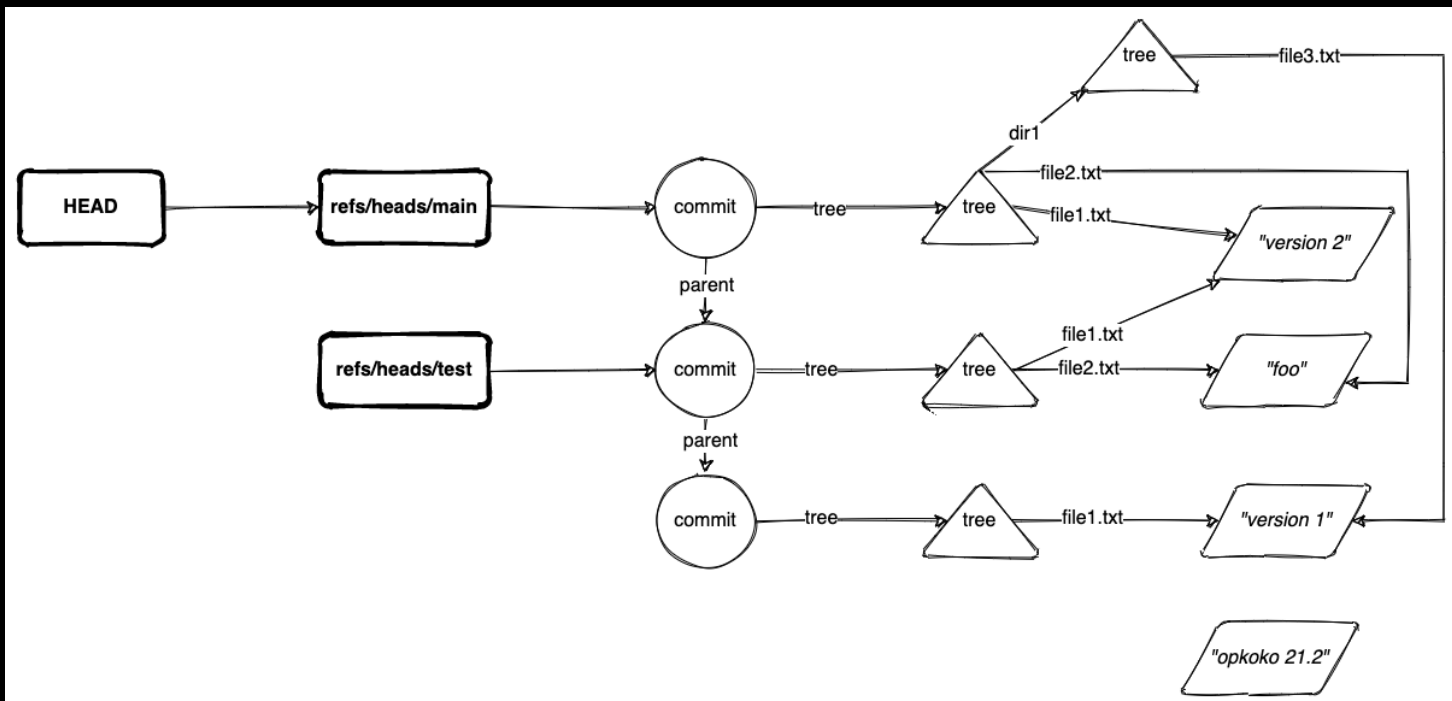 tree
file3.txt
dir1
HEAD
refs/heads/main
commit
tree
tree
file2.txt
file1.txt
"version 2"
parent
refs/heads/test
commit
tree
tree
file1.txt
file2.txt
"foo"
parent
commit
tree
tree
file1.txt
"version 1"
"opkoko 21.2"